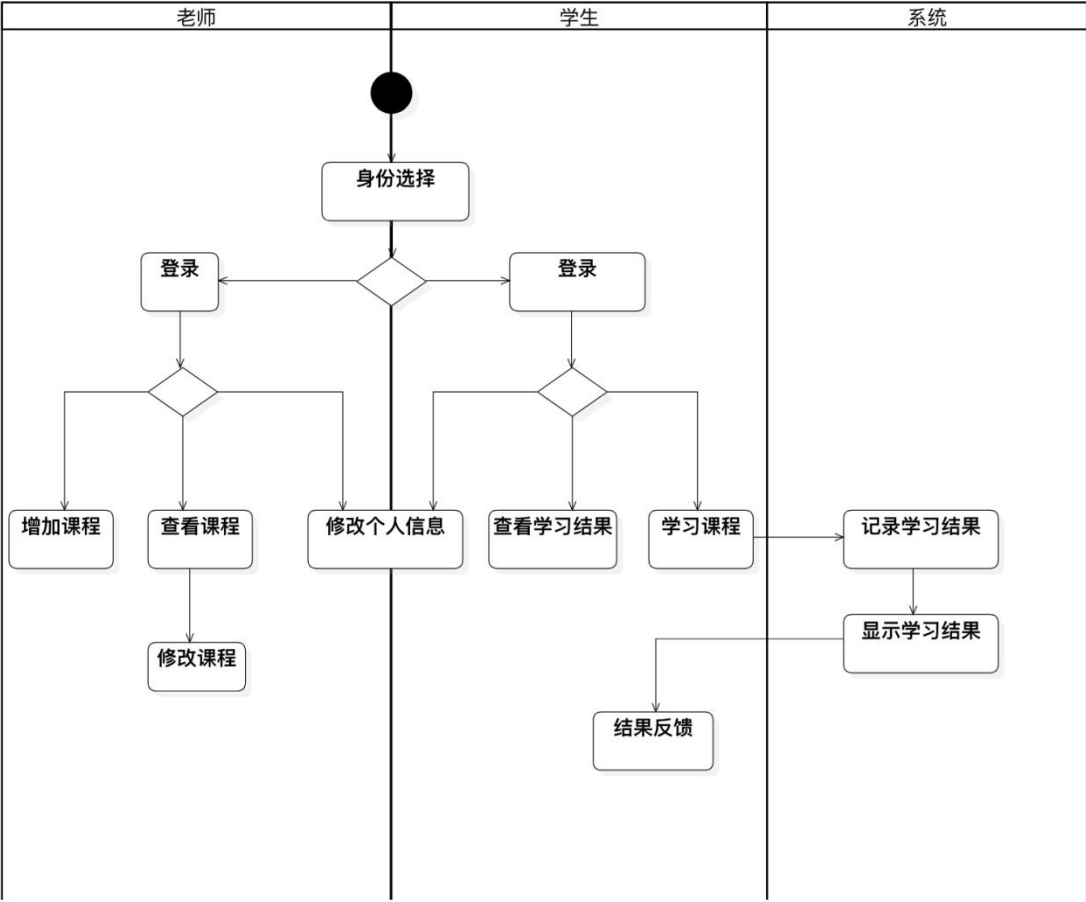 老师
学生
系统
身份选择
登录
登录
增加课程
查看课程
修改个人信息
查看学习结果
学习课程
记录学习结果
显示学习结果
修改课程
结果反馈